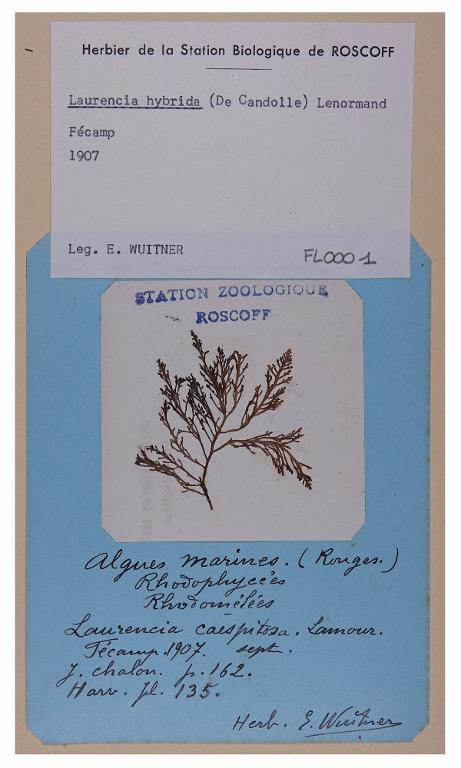 Herbier de la Station Biologique de ROSCOFF
Laurencia hybrida (De Candolle) Lenormand
Fécamp
1907
Leg. E. WUITNER
FL0001
STATION ZOOLOGIQUE
ROSCOFF
Algues marines. (Rouges.)
Rhodophycées
Rhodomélées
Laurencia caespitosa. Lamour.
Fécamp. 1907. sept.
J. Chalon. p. 162.
Harv. pl. 135.
Herb. E. Wuitner